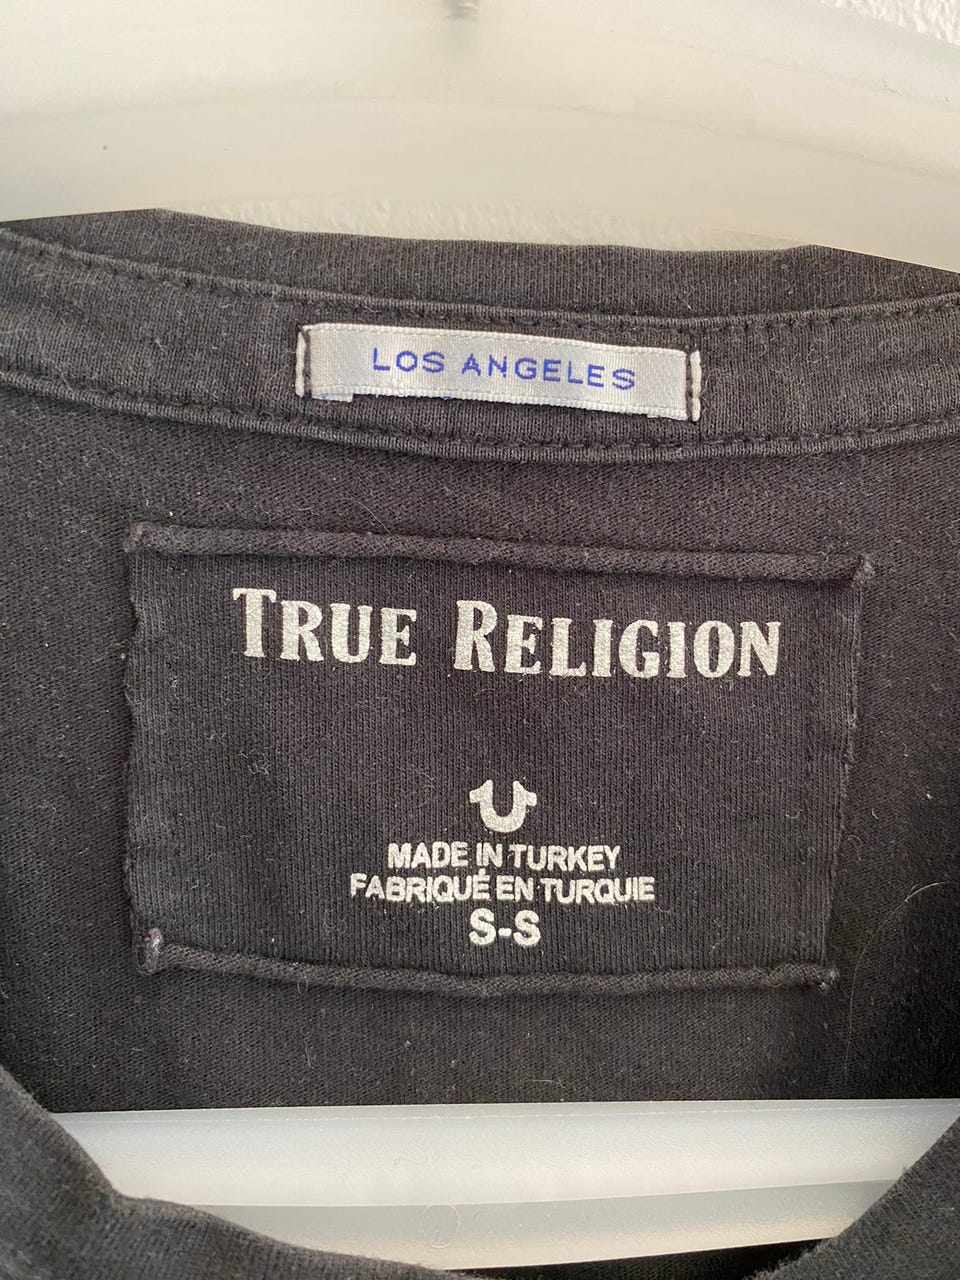 LOS ANGELES
TRUE RELIGION
MADE IN TURKEY
FABRIQUÉ EN TURQUIE
S-S